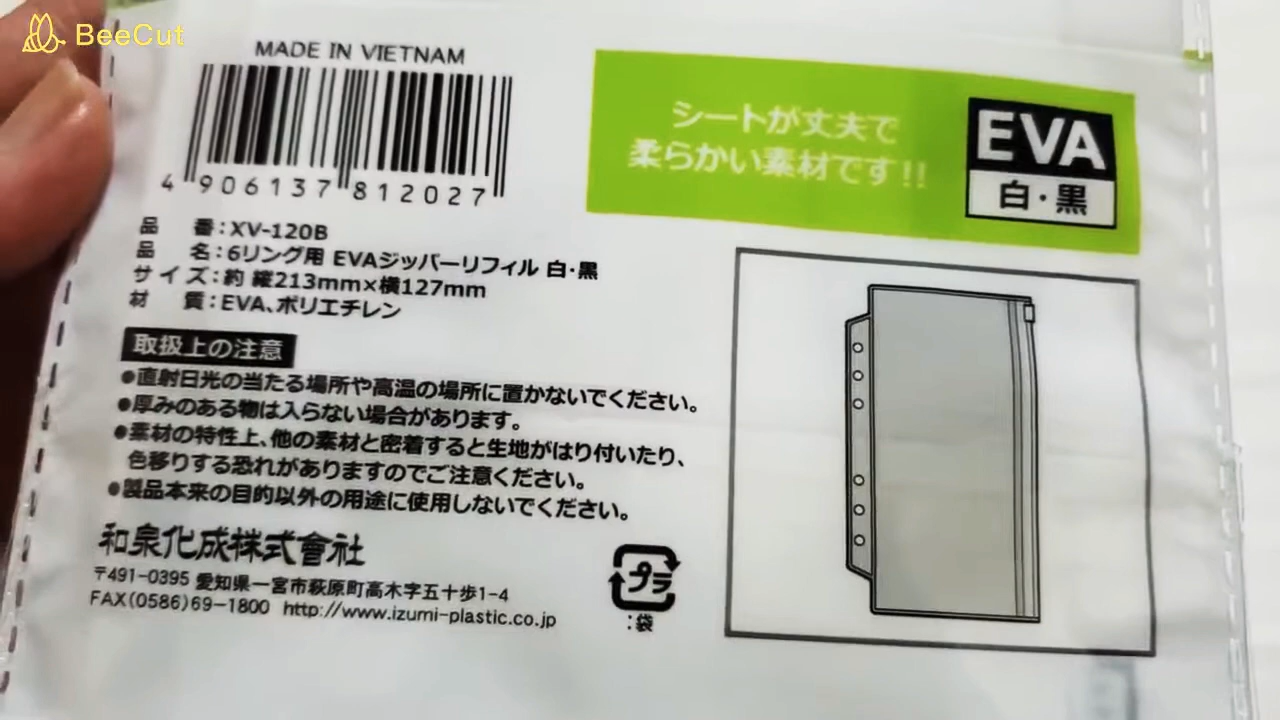 BeeCut
MADE IN VIETNAM
4 906137 812027
シートが丈夫で
柔らかい素材です!!
EVA
白・黒
品 番：XV-120B
品 名：6リング用 EVAジッパーリフィル 白・黒
サイズ：約 縦213mm×横127mm
材 質：EVA、ポリエチレン
取扱上の注意
●直射日光の当たる場所や高温の場所に置かないでください。
●厚みのある物は入らない場合があります。
●素材の特性上、他の素材と密着すると生地がはり付いたり、
色移りする恐れがありますのでご注意ください。
●製品本来の目的以外の用途に使用しないでください。
和泉化成株式會社
〒491-0395 愛知県一宮市萩原町高木字五十歩1-4
FAX(0586)69-1800 http://www.izumi-plastic.co.jp
プラ
：袋